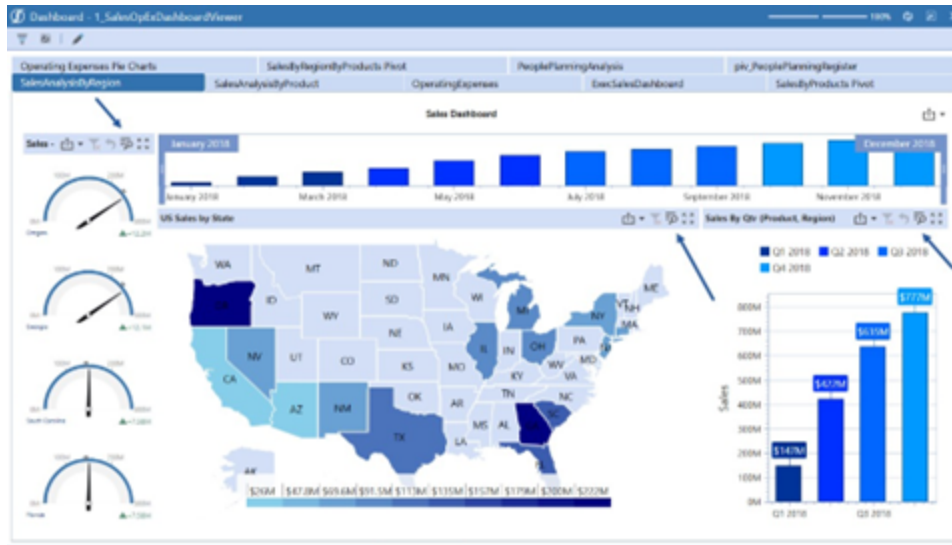 Dashboard - 1_SalesOpExDashboardViewer
100%
Operating Expenses Pie Charts
SalesByRegionByProducts Pivot
PeoplePlanningAnalysis
piv_PeoplePlanningRegister
SalesAnalysisByRegion
SalesAnalysisByProduct
OperatingExpenses
ExecSalesDashboard
SalesByProducts Pivot
Sales Dashboard
Sales -
January 2018
December 2018
January 2018
March 2018
May 2018
July 2018
September 2018
November 2018
US Sales by State
Sales By Qtr (Product, Region)
Oregon
Georgia
South Carolina
Florida
WA
MT
ND
MN
ID
WY
SD
WI
MI
NY
VT
NH
ME
MA
NV
UT
CO
NE
IA
IL
IN
OH
PA
MD
CA
AZ
NM
KS
MO
KY
WV
VA
OK
AR
TN
NC
SC
TX
LA
MS
AL
AK
$26M $47.8M $69.6M $91.5M $113M $135M $157M $179M $200M $222M
Q1 2018 Q2 2018 Q3 2018
Q4 2018
Sales
800M
700M
600M
500M
400M
300M
200M
100M
0M
$777M
$635M
$422M
Q1 2018
Q3 2018